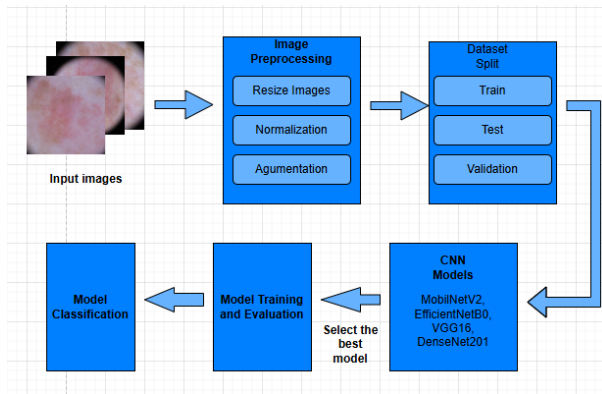 Input images
Image
Preprocessing
Resize Images
Normalization
Agumentation
Dataset
Split
Train
Test
Validation
CNN
Models
MobilNetV2,
EfficientNetB0,
VGG16,
DenseNet201
Select the
best
model
Model Training
and Evaluation
Model
Classification